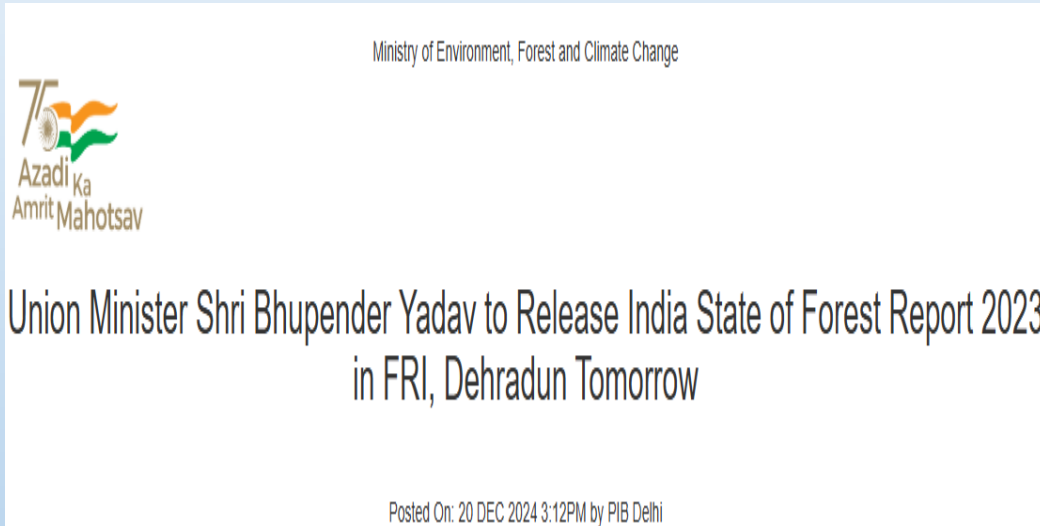 Ministry of Environment, Forest and Climate Change
75
Azadi Ka
Amrit Mahotsav
Union Minister Shri Bhupender Yadav to Release India State of Forest Report 2023
in FRI, Dehradun Tomorrow
Posted On: 20 DEC 2024 3:12PM by PIB Delhi